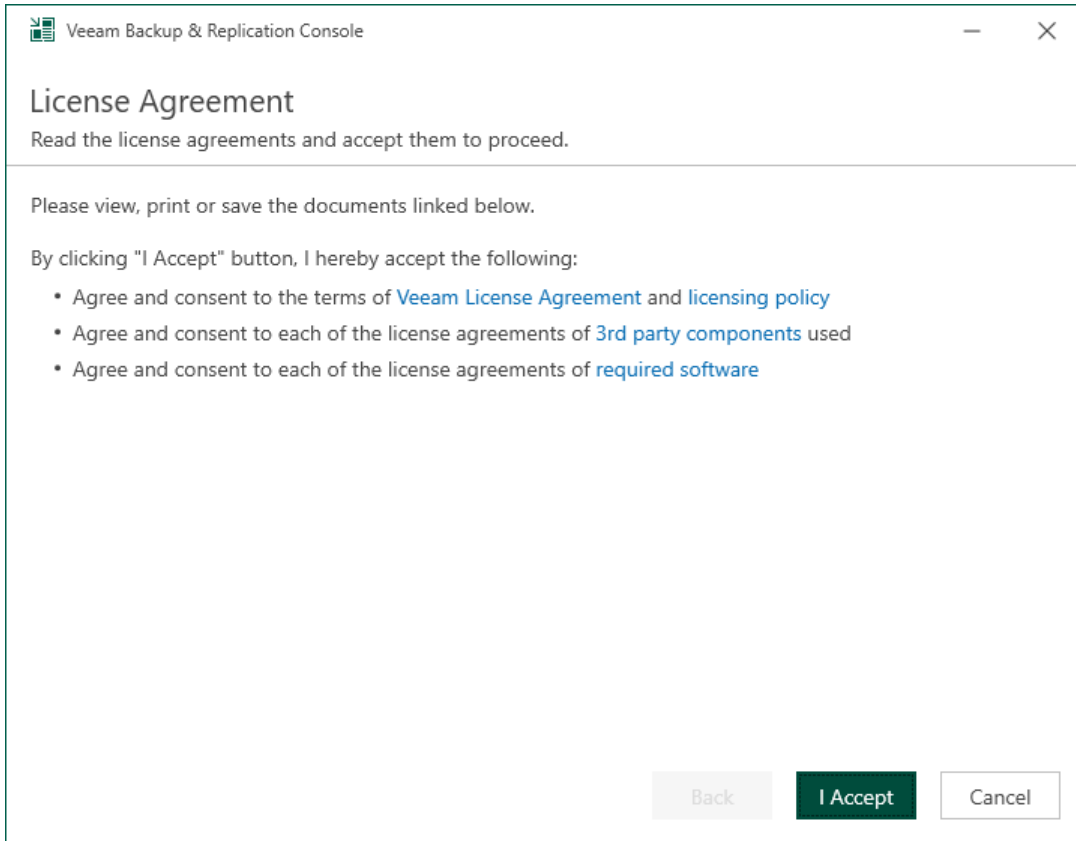 Veeam Backup & Replication Console
License Agreement
Read the license agreements and accept them to proceed.
Please view, print or save the documents linked below.
By clicking "I Accept" button, I hereby accept the following:
• Agree and consent to the terms of Veeam License Agreement and licensing policy
• Agree and consent to each of the license agreements of 3rd party components used
• Agree and consent to each of the license agreements of required software
Back I Accept Cancel